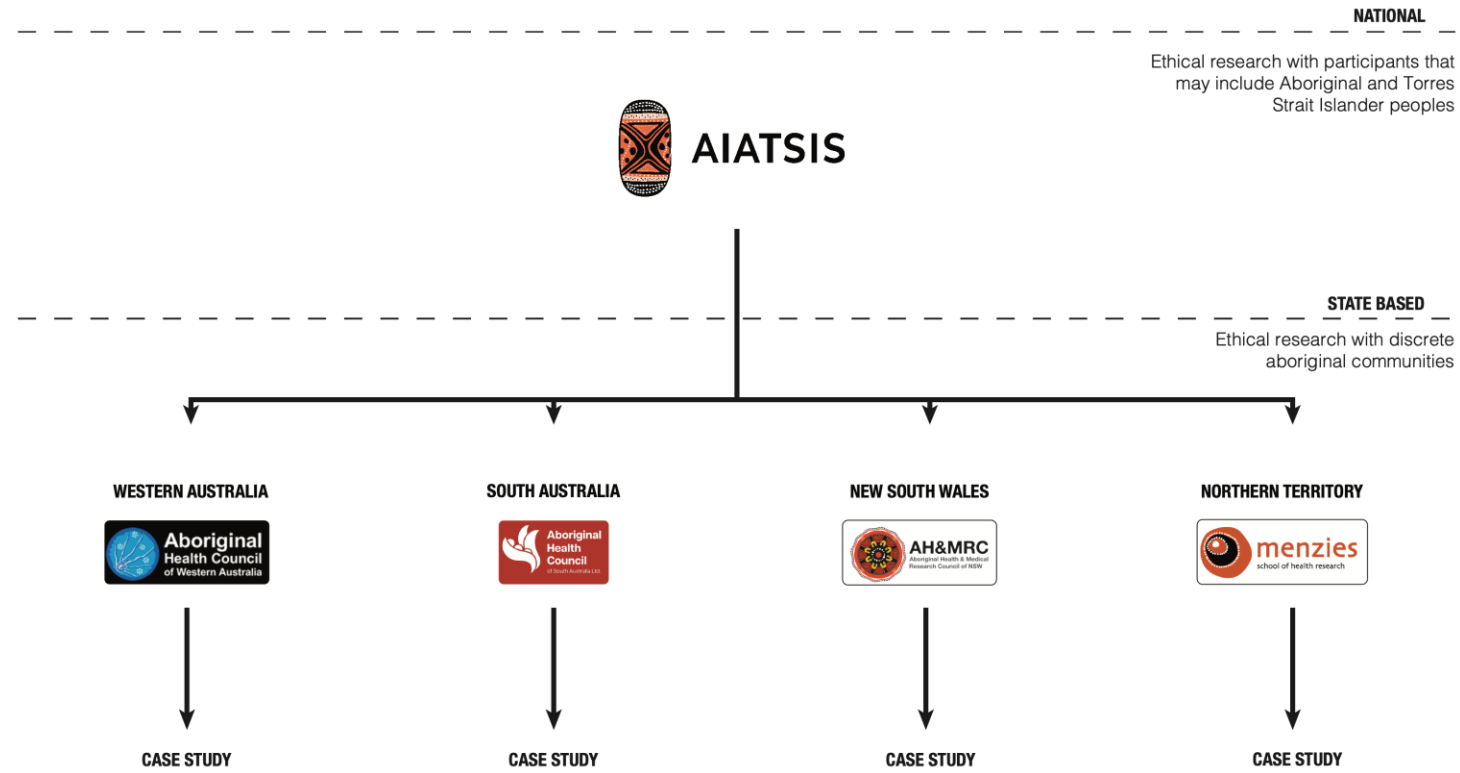 NATIONAL
Ethical research with participants that
may include Aboriginal and Torres
Strait Islander peoples
AIATSIS
STATE BASED
Ethical research with discrete
aboriginal communities
WESTERN AUSTRALIA
SOUTH AUSTRALIA
NEW SOUTH WALES
NORTHERN TERRITORY
Aboriginal
Health Council
of Western Australia
Aboriginal
Health
Council
of South Australia Ltd.
AH&MRC
Aboriginal Health & Medical
Research Council of NSW
menzies
school of health research
CASE STUDY
CASE STUDY
CASE STUDY
CASE STUDY